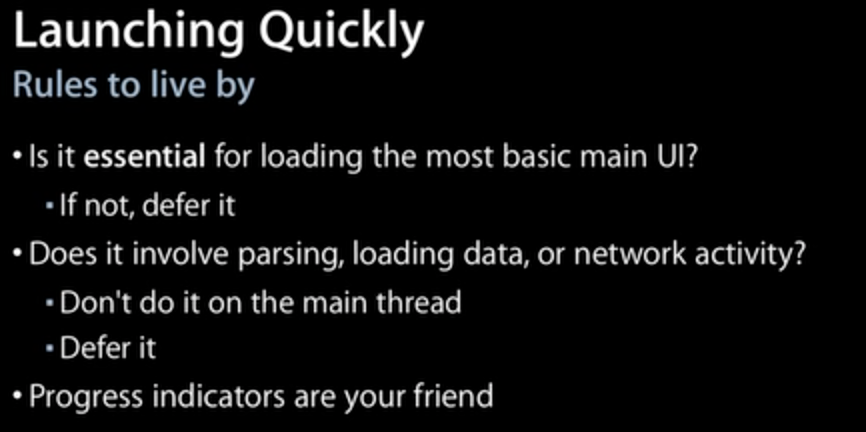 Launching Quickly
Rules to live by
• Is it essential for loading the most basic main UI?
▪ If not, defer it
• Does it involve parsing, loading data, or network activity?
▪ Don't do it on the main thread
▪ Defer it
• Progress indicators are your friend